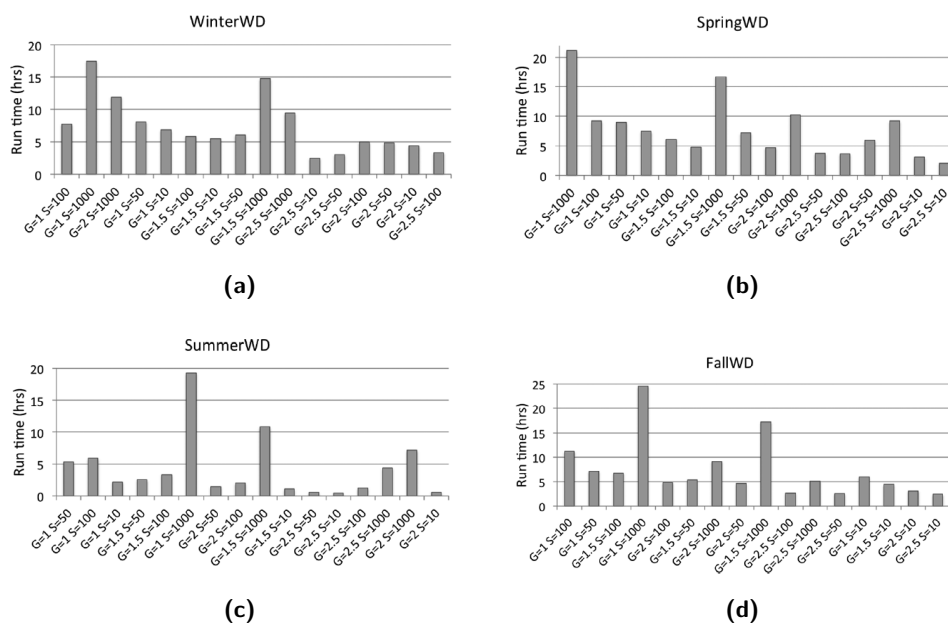 WinterWD
Run time (hrs)
20
15
10
5
0
G=1 S=100
G=1 S=1000
G=2 S=1000
G=1 S=50
G=1 S=10
G=1.5 S=100
G=1.5 S=10
G=1.5 S=50
G=1.5 S=1000
G=2.5 S=1000
G=2.5 S=10
G=2.5 S=50
G=2 S=100
G=2 S=50
G=2 S=10
G=2.5 S=100
(a)
SpringWD
Run time (hrs)
20
15
10
5
0
G=1 S=1000
G=1 S=100
G=1 S=50
G=1 S=10
G=1.5 S=100
G=1.5 S=10
G=1.5 S=1000
G=1.5 S=50
G=2 S=100
G=2 S=1000
G=2.5 S=50
G=2.5 S=100
G=2 S=50
G=2.5 S=1000
G=2 S=10
G=2.5 S=10
(b)
SummerWD
Run time (hrs)
20
15
10
5
0
G=1 S=50
G=1 S=100
G=1 S=10
G=1.5 S=50
G=1.5 S=100
G=1 S=1000
G=2 S=50
G=2 S=100
G=1.5 S=1000
G=1.5 S=10
G=2.5 S=50
G=2.5 S=10
G=2.5 S=100
G=2.5 S=1000
G=2 S=1000
G=2 S=10
(c)
FallWD
Run time (hrs)
25
20
15
10
5
0
G=1 S=100
G=1 S=50
G=1.5 S=100
G=1 S=1000
G=2 S=100
G=1.5 S=50
G=2 S=1000
G=2 S=50
G=1.5 S=1000
G=2.5 S=100
G=2.5 S=1000
G=2.5 S=50
G=1 S=10
G=1.5 S=10
G=2 S=10
G=2.5 S=10
(d)